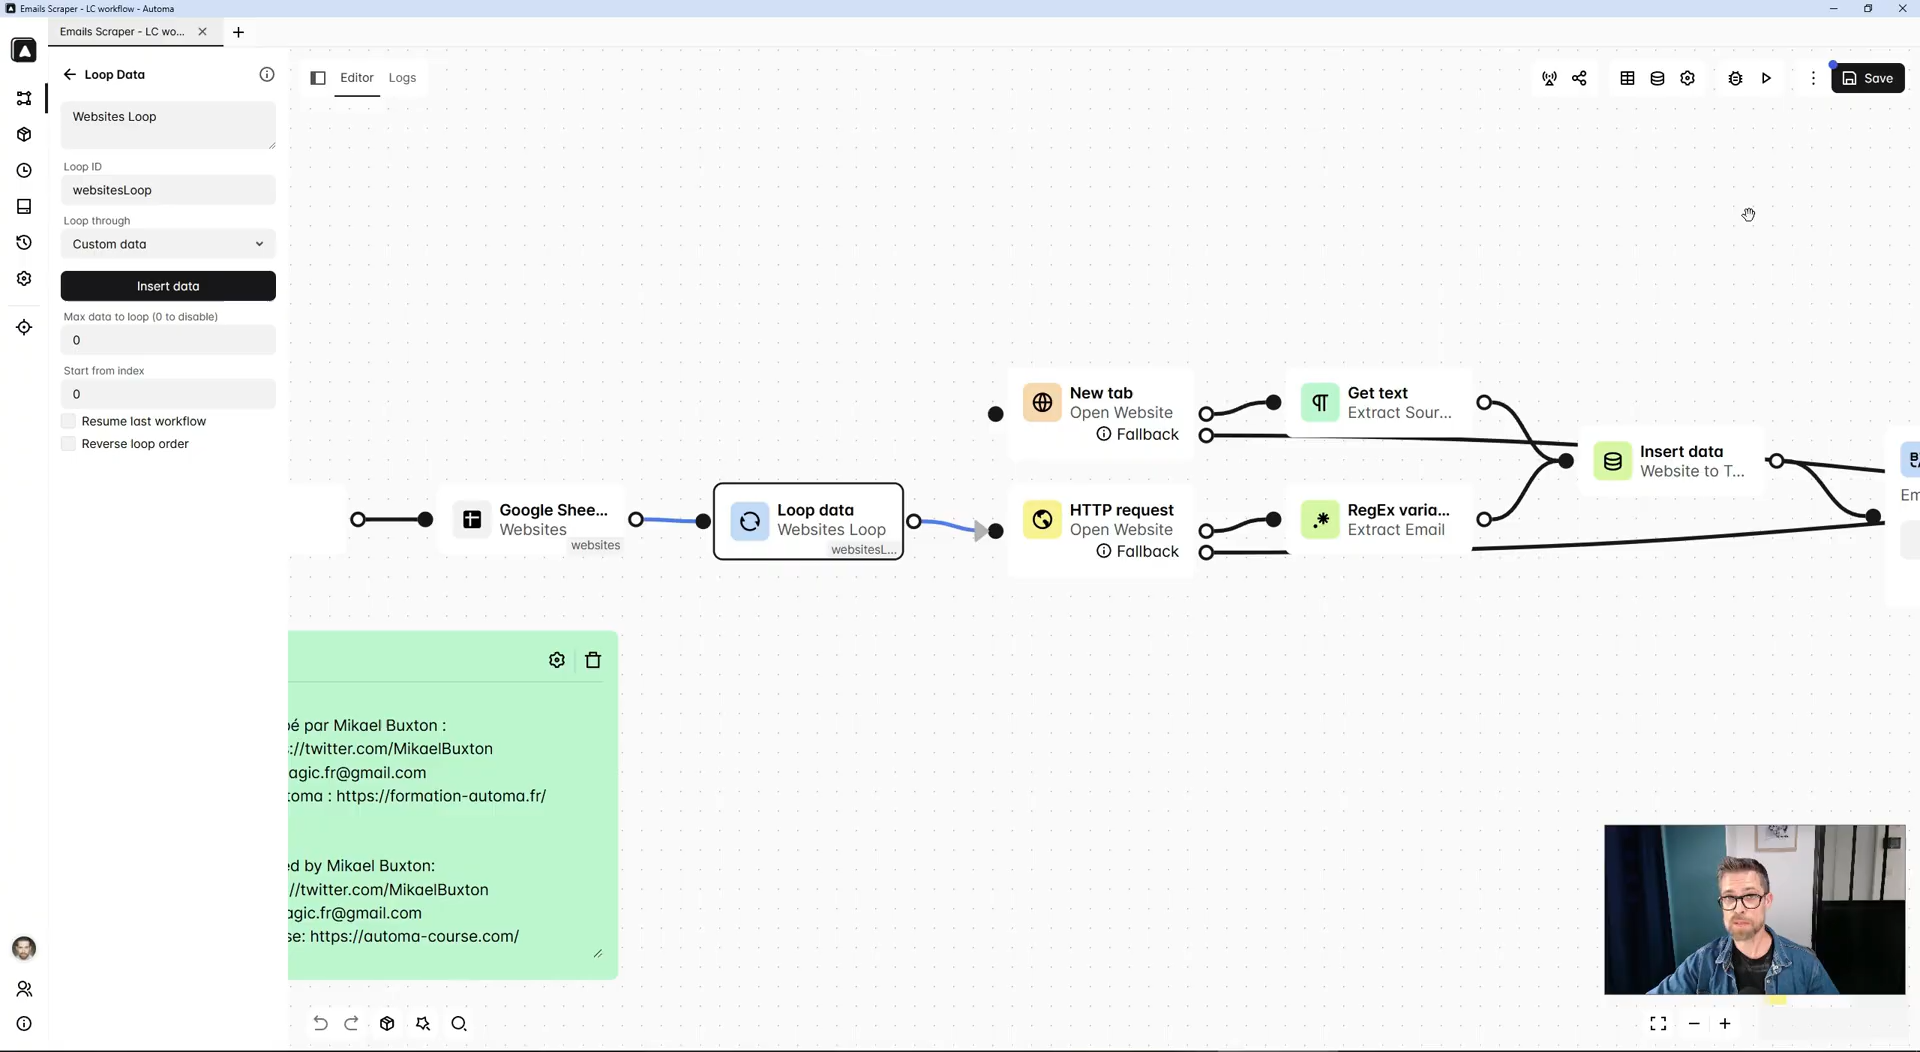 Emails Scraper - LC workflow - Automa
Emails Scraper - LC wo...
Loop Data
Websites Loop
Loop ID
websitesLoop
Loop through
Custom data
Insert data
Max data to loop (0 to disable)
0
Start from index
0
Resume last workflow
Reverse loop order
Editor
Logs
Save
Google Shee...
Websites
websites
Loop data
Websites Loop
websitesL...
New tab
Open Website
Fallback
HTTP request
Open Website
Fallback
Get text
Extract Sour...
RegEx varia...
Extract Email
Insert data
Website to T...
Em
é par Mikael Buxton :
://twitter.com/MikaelBuxton
agic.fr@gmail.com
toma : https://formation-automa.fr/
ed by Mikael Buxton:
://twitter.com/MikaelBuxton
agic.fr@gmail.com
se: https://automa-course.com/